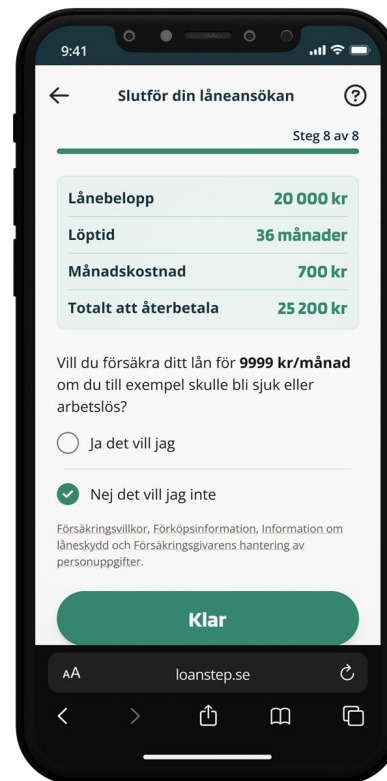 9:41
Slutför din låneansökan
Steg 8 av 8
Lånebelopp 20 000 kr
Löptid 36 månader
Månadskostnad 700 kr
Totalt att återbetala 25 200 kr
Vill du försäkra ditt lån för 9999 kr/månad
om du till exempel skulle bli sjuk eller
arbetslös?
Ja det vill jag
Nej det vill jag inte
Försäkringsvillkor, Förköpsinformation, Information om
låneskydd och Försäkringsgivarens hantering av
personuppgifter.
Klar
AA loanstep.se